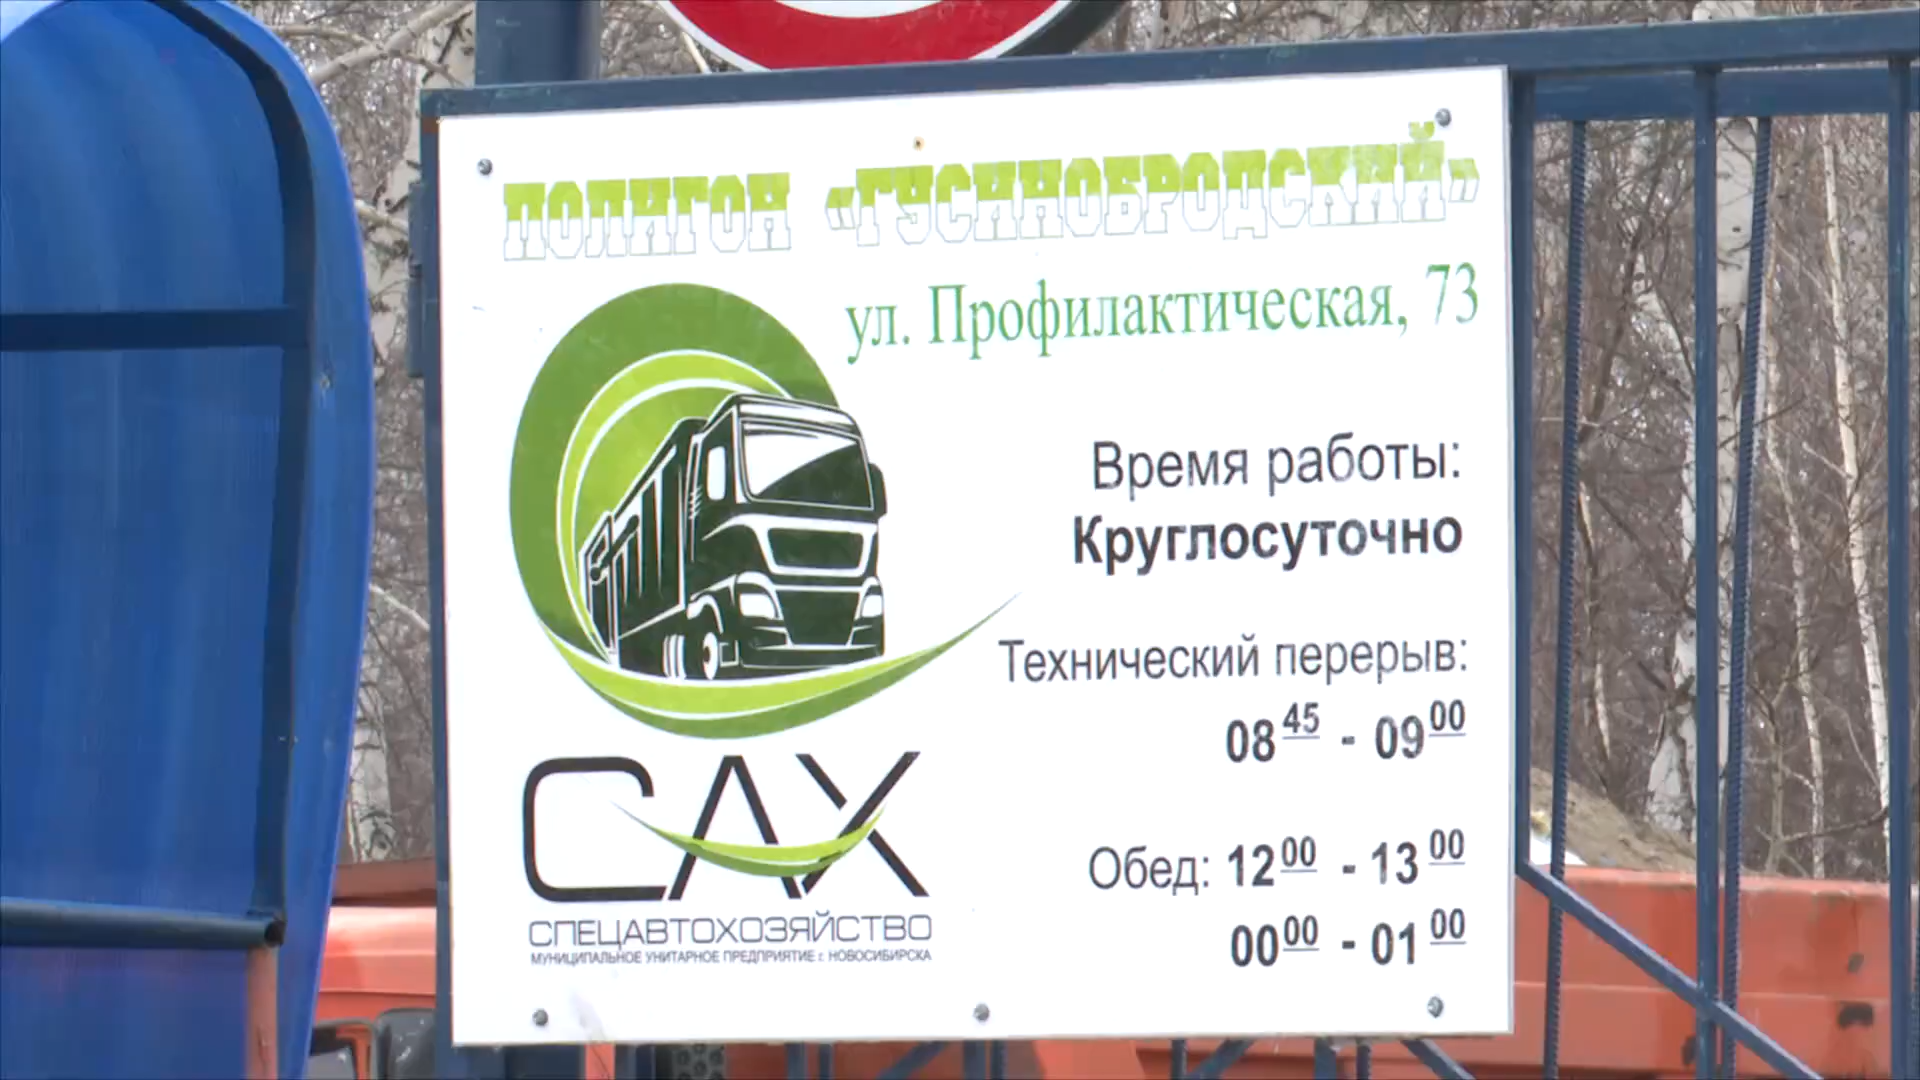 ПОЛИГОН «ГУСИНОБРОДСКИЙ»
ул. Профилактическая, 73
Время работы:
Круглосуточно
Технический перерыв:
08 45 - 09 00
Обед: 12 00 - 13 00
00 00 - 01 00
САХ
СПЕЦАВТОХОЗЯЙСТВО
МУНИЦИПАЛЬНОЕ УНИТАРНОЕ ПРЕДПРИЯТИЕ г. НОВОСИБИРСКА